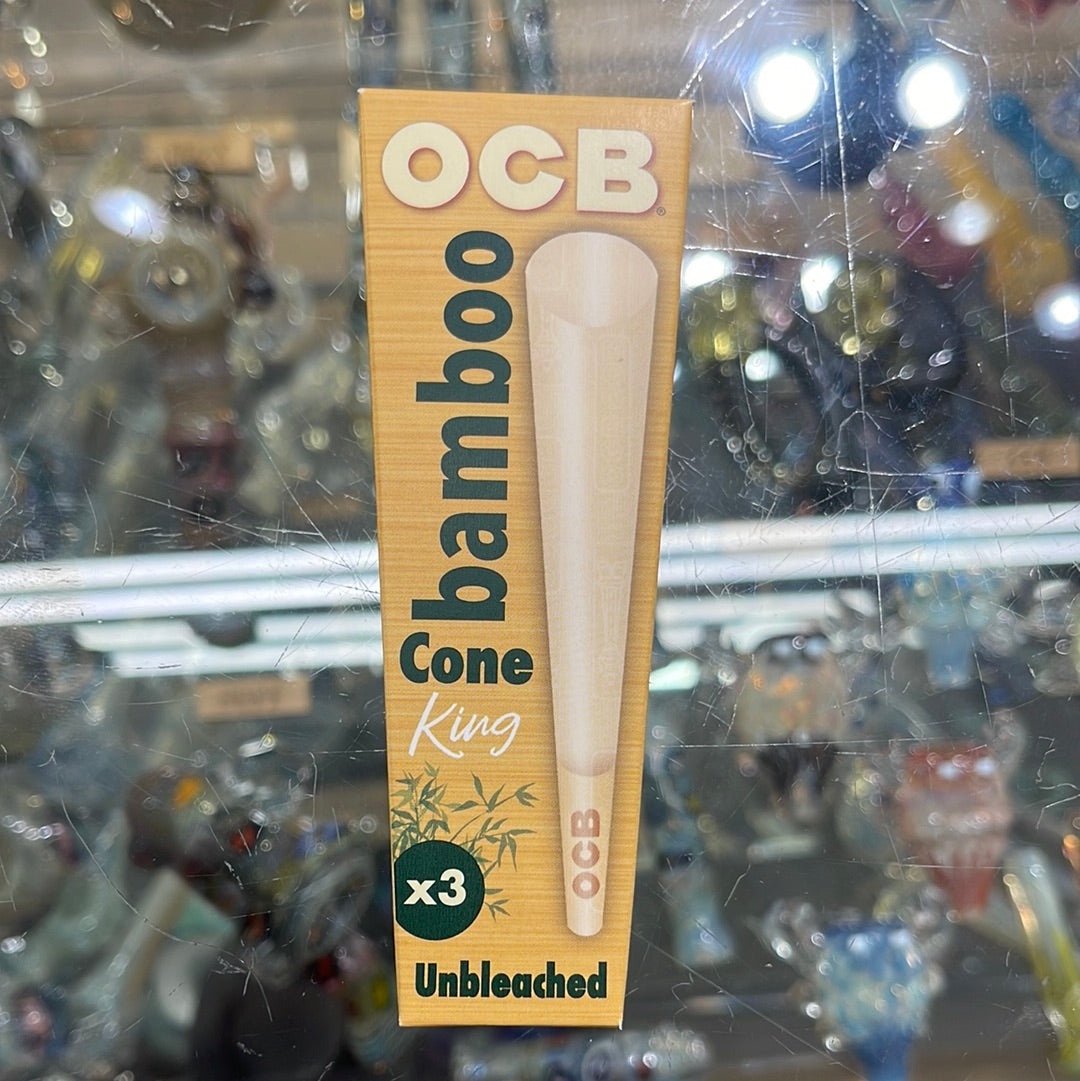 OCB®
bamboo
Cone
King
x3
OCB
Unbleached